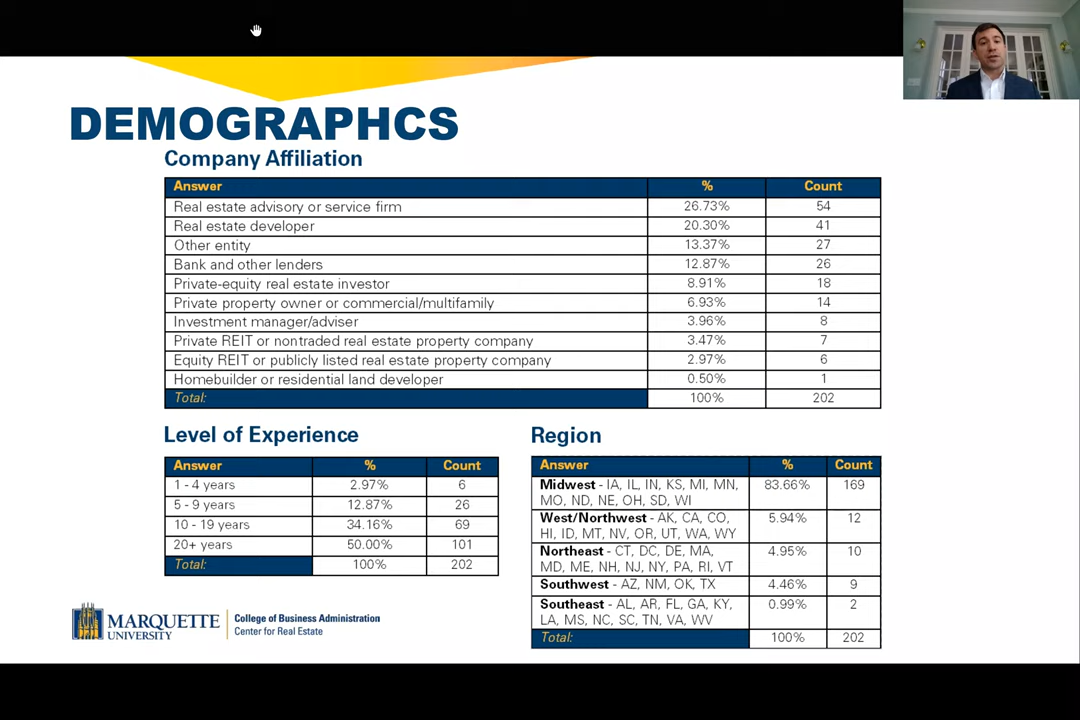 DEMOGRAPHCS
Company Affiliation
Answer % Count
Real estate advisory or service firm 26.73% 54
Real estate developer 20.30% 41
Other entity 13.37% 27
Bank and other lenders 12.87% 26
Private-equity real estate investor 8.91% 18
Private property owner or commercial/multifamily 6.93% 14
Investment manager/adviser 3.96% 8
Private REIT or nontraded real estate property company 3.47% 7
Equity REIT or publicly listed real estate property company 2.97% 6
Homebuilder or residential land developer 0.50% 1
Total: 100% 202
Level of Experience
Answer % Count
1 - 4 years 2.97% 6
5 - 9 years 12.87% 26
10 - 19 years 34.16% 69
20+ years 50.00% 101
Total: 100% 202
Region
Answer % Count
Midwest - IA, IL, IN, KS, MI, MN, 83.66% 169
MO, ND, NE, OH, SD, WI
West/Northwest - AK, CA, CO, 5.94% 12
HI, ID, MT, NV, OR, UT, WA, WY
Northeast - CT, DC, DE, MA, 4.95% 10
MD, ME, NH, NJ, NY, PA, RI, VT
Southwest - AZ, NM, OK, TX 4.46% 9
Southeast - AL, AR, FL, GA, KY, 0.99% 2
LA, MS, NC, SC, TN, VA, WV
Total: 100% 202
MARQUETTE
UNIVERSITY
College of Business Administration
Center for Real Estate